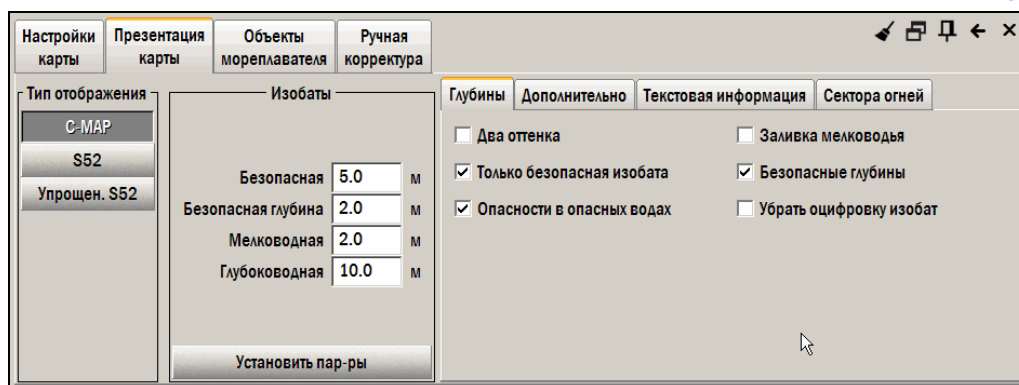 Настройки карты
Презентация карты
Объекты мореплавателя
Ручная корректура
Тип отображения
C-MAP
S52
Упрощен. S52
Изобаты
Безопасная 5.0 м
Безопасная глубина 2.0 м
Мелководная 2.0 м
Глубоководная 10.0 м
Установить пар-ры
Глубины Дополнительно Текстовая информация Сектора огней
Два оттенка
Заливка мелководья
Только безопасная изобата
Безопасные глубины
Опасности в опасных водах
Убрать оцифровку изобат